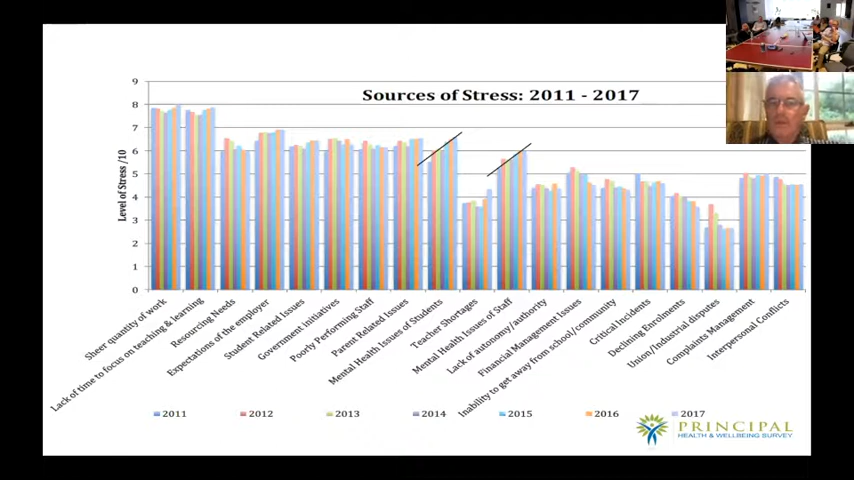 Sources of Stress: 2011 - 2017
Level of Stress /10
9
8
7
6
5
4
3
2
1
0
Sheer quantity of work
Lack of time to focus on teaching & learning
Resourcing Needs
Expectations of the employer
Student Related Issues
Government initiatives
Poorly Performing Staff
Parent Related Issues
Mental Health Issues of Students
Teacher Shortages
Mental Health Issues of Staff
Lack of autonomy/authority
Financial Management Issues
Inability to get away from school/community
Critical Incidents
Declining Enrolments
Union/Industrial disputes
Complaints Management
Interpersonal Conflicts
2011 2012 2013 2014 2015 2016 2017
PRINCIPAL
HEALTH & WELLBEING SURVEY